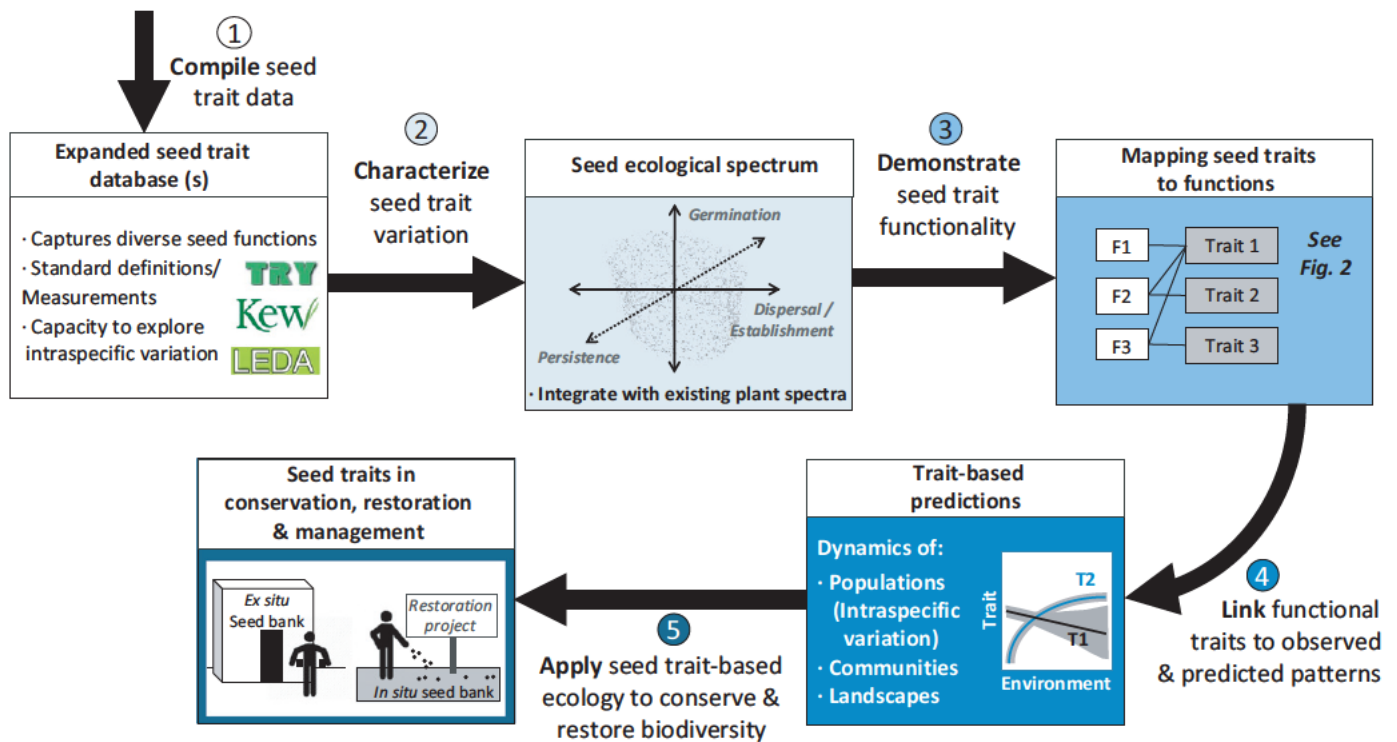 1
Compile seed
trait data
Expanded seed trait
database (s)
· Captures diverse seed functions
· Standard definitions/
Measurements
· Capacity to explore
intraspecific variation
TRY
Kew
LEDA
2
Characterize
seed trait
variation
Seed ecological spectrum
Germination
Dispersal /
Establishment
Persistence
· Integrate with existing plant spectra
3
Demonstrate
seed trait
functionality
Mapping seed traits
to functions
F1
Trait 1
F2
Trait 2
F3
Trait 3
See
Fig. 2
4
Link functional
traits to observed
& predicted patterns
Trait-based
predictions
Dynamics of:
· Populations
(Intraspecific
variation)
· Communities
· Landscapes
Trait
T2
T1
Environment
5
Apply seed trait-based
ecology to conserve &
restore biodiversity
Seed traits in
conservation, restoration
& management
Ex situ
Seed bank
Restoration
project
In situ seed bank